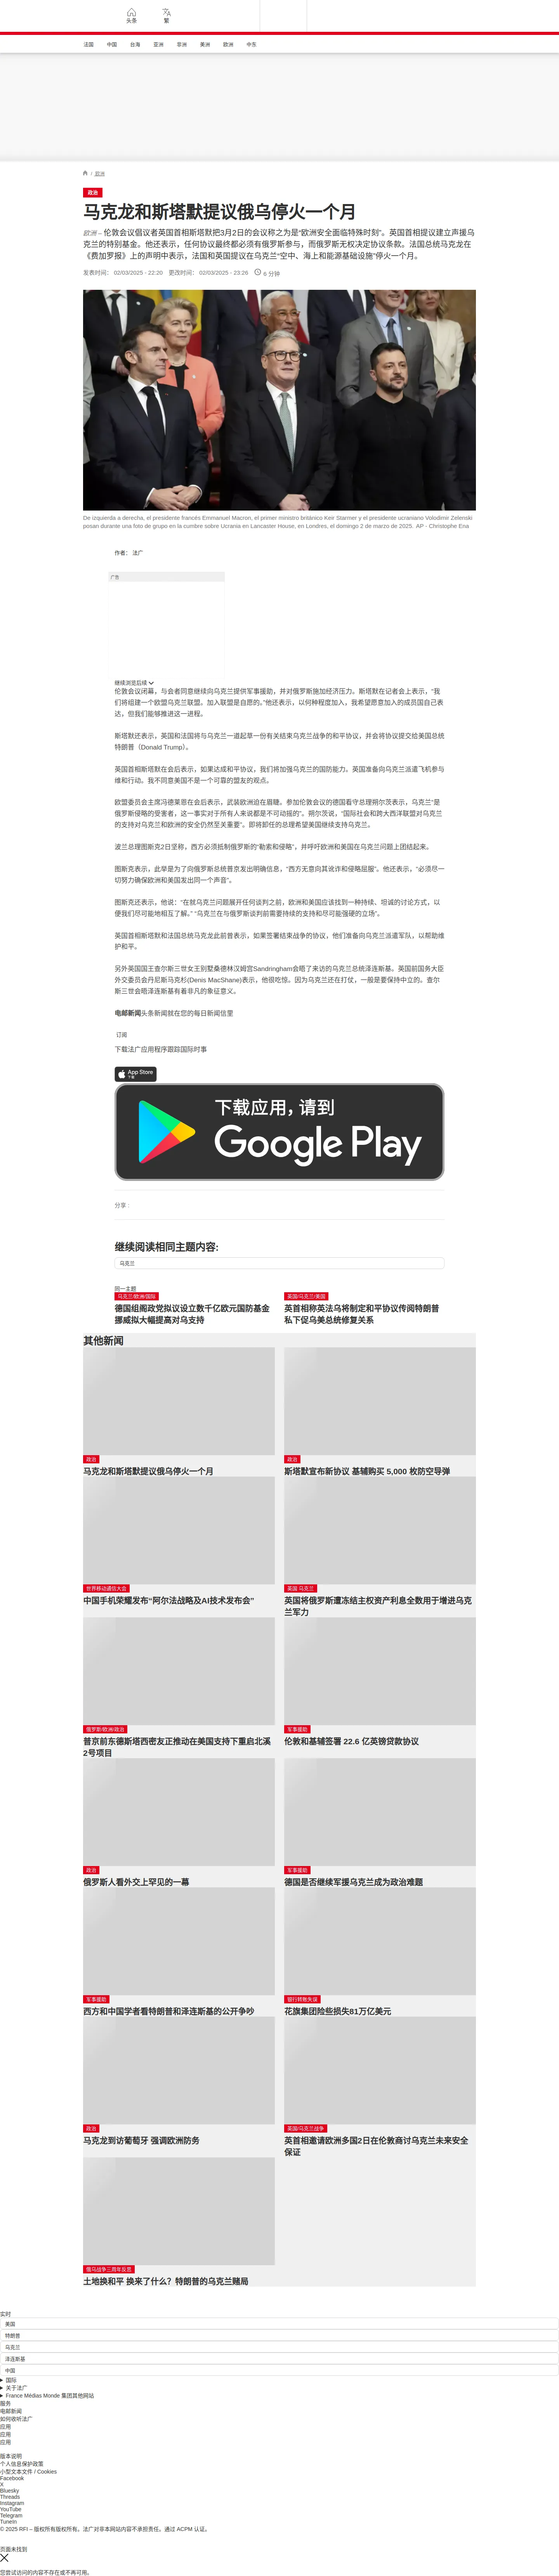 头条
繁
法国 中国 台海 亚洲 非洲 美洲 欧洲 中东
/ 欧洲
政治
马克龙和斯塔默提议俄乌停火一个月
欧洲 – 伦敦会议倡议者英国首相斯塔默把3月2日的会议称之为是“欧洲安全面临特殊时刻”。英国首相提议建立声援乌
克兰的特别基金。他还表示，任何协议最终都必须有俄罗斯参与，而俄罗斯无权决定协议条款。法国总统马克龙在
《费加罗报》上的声明中表示，法国和英国提议在乌克兰“空中、海上和能源基础设施”停火一个月。
发表时间： 02/03/2025 - 22:20 更改时间： 02/03/2025 - 23:26 6 分钟
De izquierda a derecha, el presidente francés Emmanuel Macron, el primer ministro británico Keir Starmer y el presidente ucraniano Volodimir Zelenski
posan durante una foto de grupo en la cumbre sobre Ucrania en Lancaster House, en Londres, el domingo 2 de marzo de 2025. AP - Christophe Ena
作者： 法广
广告
继续浏览后续
伦敦会议闭幕，与会者同意继续向乌克兰提供军事援助，并对俄罗斯施加经济压力。斯塔默在记者会上表示，“我
们将组建一个欧盟乌克兰联盟。加入联盟是自愿的。”他还表示，以何种程度加入，我希望愿意加入的成员国自己表
达，但我们能够推进这一进程。
斯塔默还表示，英国和法国将与乌克兰一道起草一份有关结束乌克兰战争的和平协议，并会将协议提交给美国总统
特朗普（Donald Trump）。
英国首相斯塔默在会后表示，如果达成和平协议，我们将加强乌克兰的国防能力。英国准备向乌克兰派遣飞机参与
维和行动。我不同意美国不是一个可靠的盟友的观点。
欧盟委员会主席冯德莱恩在会后表示，武装欧洲迫在眉睫。参加伦敦会议的德国看守总理朔尔茨表示，乌克兰“是
俄罗斯侵略的受害者，这一事实对于所有人来说都是不可动摇的”。朔尔茨说，“国际社会和跨大西洋联盟对乌克兰
的支持对乌克兰和欧洲的安全仍然至关重要”。即将卸任的总理希望美国继续支持乌克兰。
波兰总理图斯克2日坚称，西方必须抵制俄罗斯的“勒索和侵略”，并呼吁欧洲和美国在乌克兰问题上团结起来。
图斯克表示，此举是为了向俄罗斯总统普京发出明确信息，“西方无意向其讹诈和侵略屈服”。他还表示，“必须尽一
切努力确保欧洲和美国发出同一个声音”。
图斯克还表示，他说：“在就乌克兰问题展开任何谈判之前，欧洲和美国应该找到一种持续、坦诚的讨论方式，以
便我们尽可能地相互了解。” “乌克兰在与俄罗斯谈判前需要持续的支持和尽可能强硬的立场”。
英国首相斯塔默和法国总统马克龙此前曾表示，如果签署结束战争的协议，他们准备向乌克兰派遣军队，以帮助维
护和平。
另外英国国王查尔斯三世女王别墅桑德林汉姆宫Sandringham会晤了来访的乌克兰总统泽连斯基。英国前国务大臣
外交委员会丹尼斯马克杉(Denis MacShane)表示，他很吃惊。因为乌克兰还在打仗，一般是要保持中立的。查尔
斯三世会晤泽连斯基有着非凡的象征意义。
电邮新闻头条新闻就在您的每日新闻信里
订阅
下载法广应用程序跟踪国际时事
App Store
下载
下载应用，请到
Google Play
分享 :
继续阅读相同主题内容:
乌克兰
同一主题
乌克兰/欧洲/国际
德国组阁政党拟议设立数千亿欧元国防基金
挪威拟大幅提高对乌支持
英国/乌克兰/美国
英首相称英法乌将制定和平协议传阅特朗普
私下促乌美总统修复关系
其他新闻
政治
马克龙和斯塔默提议俄乌停火一个月
政治
斯塔默宣布新协议 基辅购买 5,000 枚防空导弹
世界移动通信大会
中国手机荣耀发布“阿尔法战略及AI技术发布会”
英国 乌克兰
英国将俄罗斯遭冻结主权资产利息全数用于增进乌克
兰军力
俄罗斯/欧洲/政治
普京前东德斯塔西密友正推动在美国支持下重启北溪
2号项目
军事援助
伦敦和基辅签署 22.6 亿英镑贷款协议
政治
俄罗斯人看外交上罕见的一幕
军事援助
德国是否继续军援乌克兰成为政治难题
军事援助
西方和中国学者看特朗普和泽连斯基的公开争吵
银行转账失误
花旗集团险些损失81万亿美元
政治
马克龙到访葡萄牙 强调欧洲防务
英国/乌克兰战争
英首相邀请欧洲多国2日在伦敦商讨乌克兰未来安全
保证
俄乌战争三周年反思
土地换和平 换来了什么？特朗普的乌克兰赌局
实时
美国
特朗普
乌克兰
泽连斯基
中国
国际
关于法广
France Médias Monde 集团其他网站
服务
电邮新闻
如何收听法广
应用
应用
应用
版本说明
个人信息保护政策
小型文本文件 / Cookies
Facebook
X
Bluesky
Threads
Instagram
YouTube
Telegram
TuneIn
© 2025 RFI – 版权所有版权所有。法广对非本网站内容不承担责任。通过 ACPM 认证。
页面未找到
您尝试访问的内容不存在或不再可用。